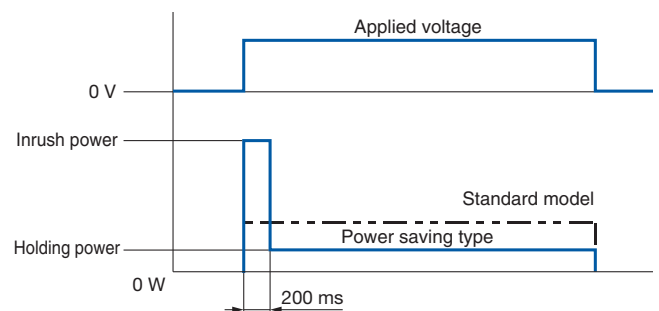 Applied voltage
0 V
Inrush power
Standard model
Power saving type
Holding power
0 W
200 ms